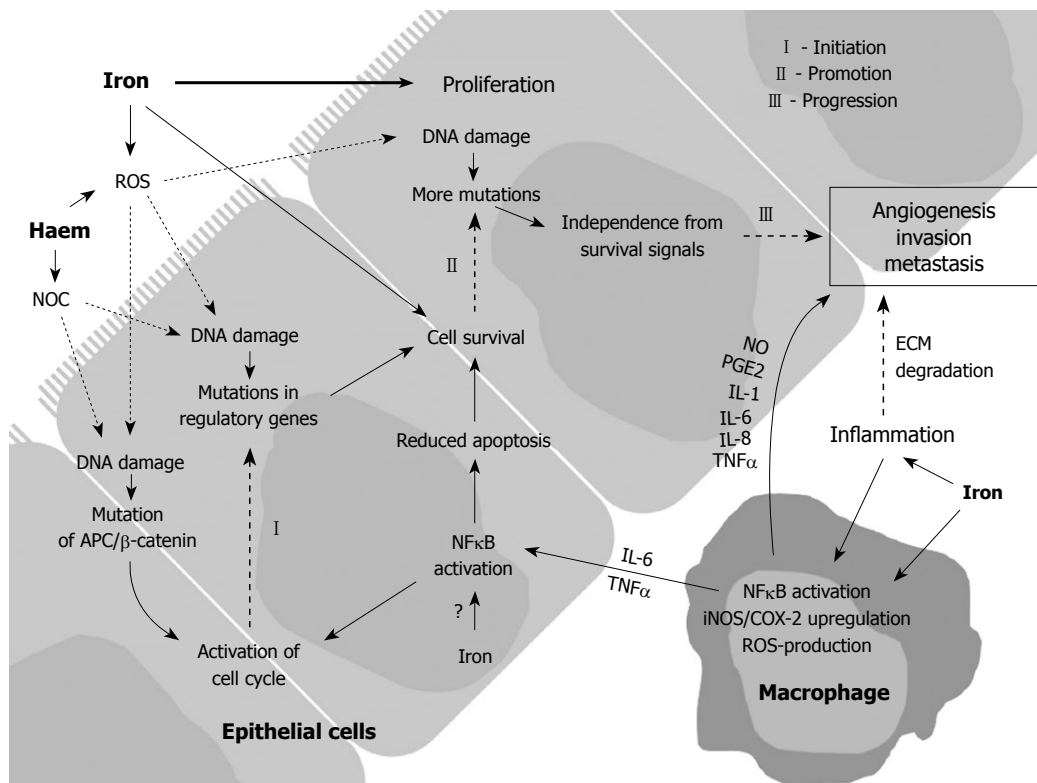 Ⅰ - Initiation
Ⅱ - Promotion
Ⅲ - Progression
Iron
Proliferation
DNA damage
ROS
More mutations
Haem
Independence from
survival signals
Ⅲ
Angiogenesis
invasion
metastasis
Ⅱ
NOC
DNA damage
Cell survival
NO
PGE2
IL-1
IL-6
IL-8
TNFα
ECM
degradation
Mutations in
regulatory genes
Reduced apoptosis
Inflammation
DNA damage
Iron
Mutation
of APC/β-catenin
Ⅰ
NFκB
activation
IL-6
TNFα
NFκB activation
iNOS/COX-2 upregulation
ROS-production
?
Iron
Activation of
cell cycle
Macrophage
Epithelial cells